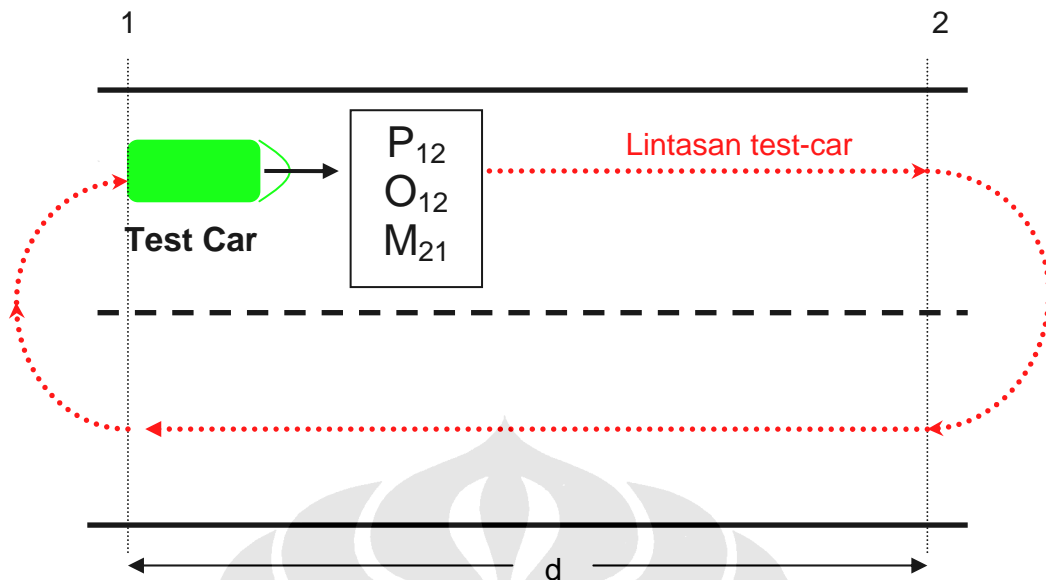 1
2
P₁₂
O₁₂
M₂₁
Lintasan test-car
Test Car
d